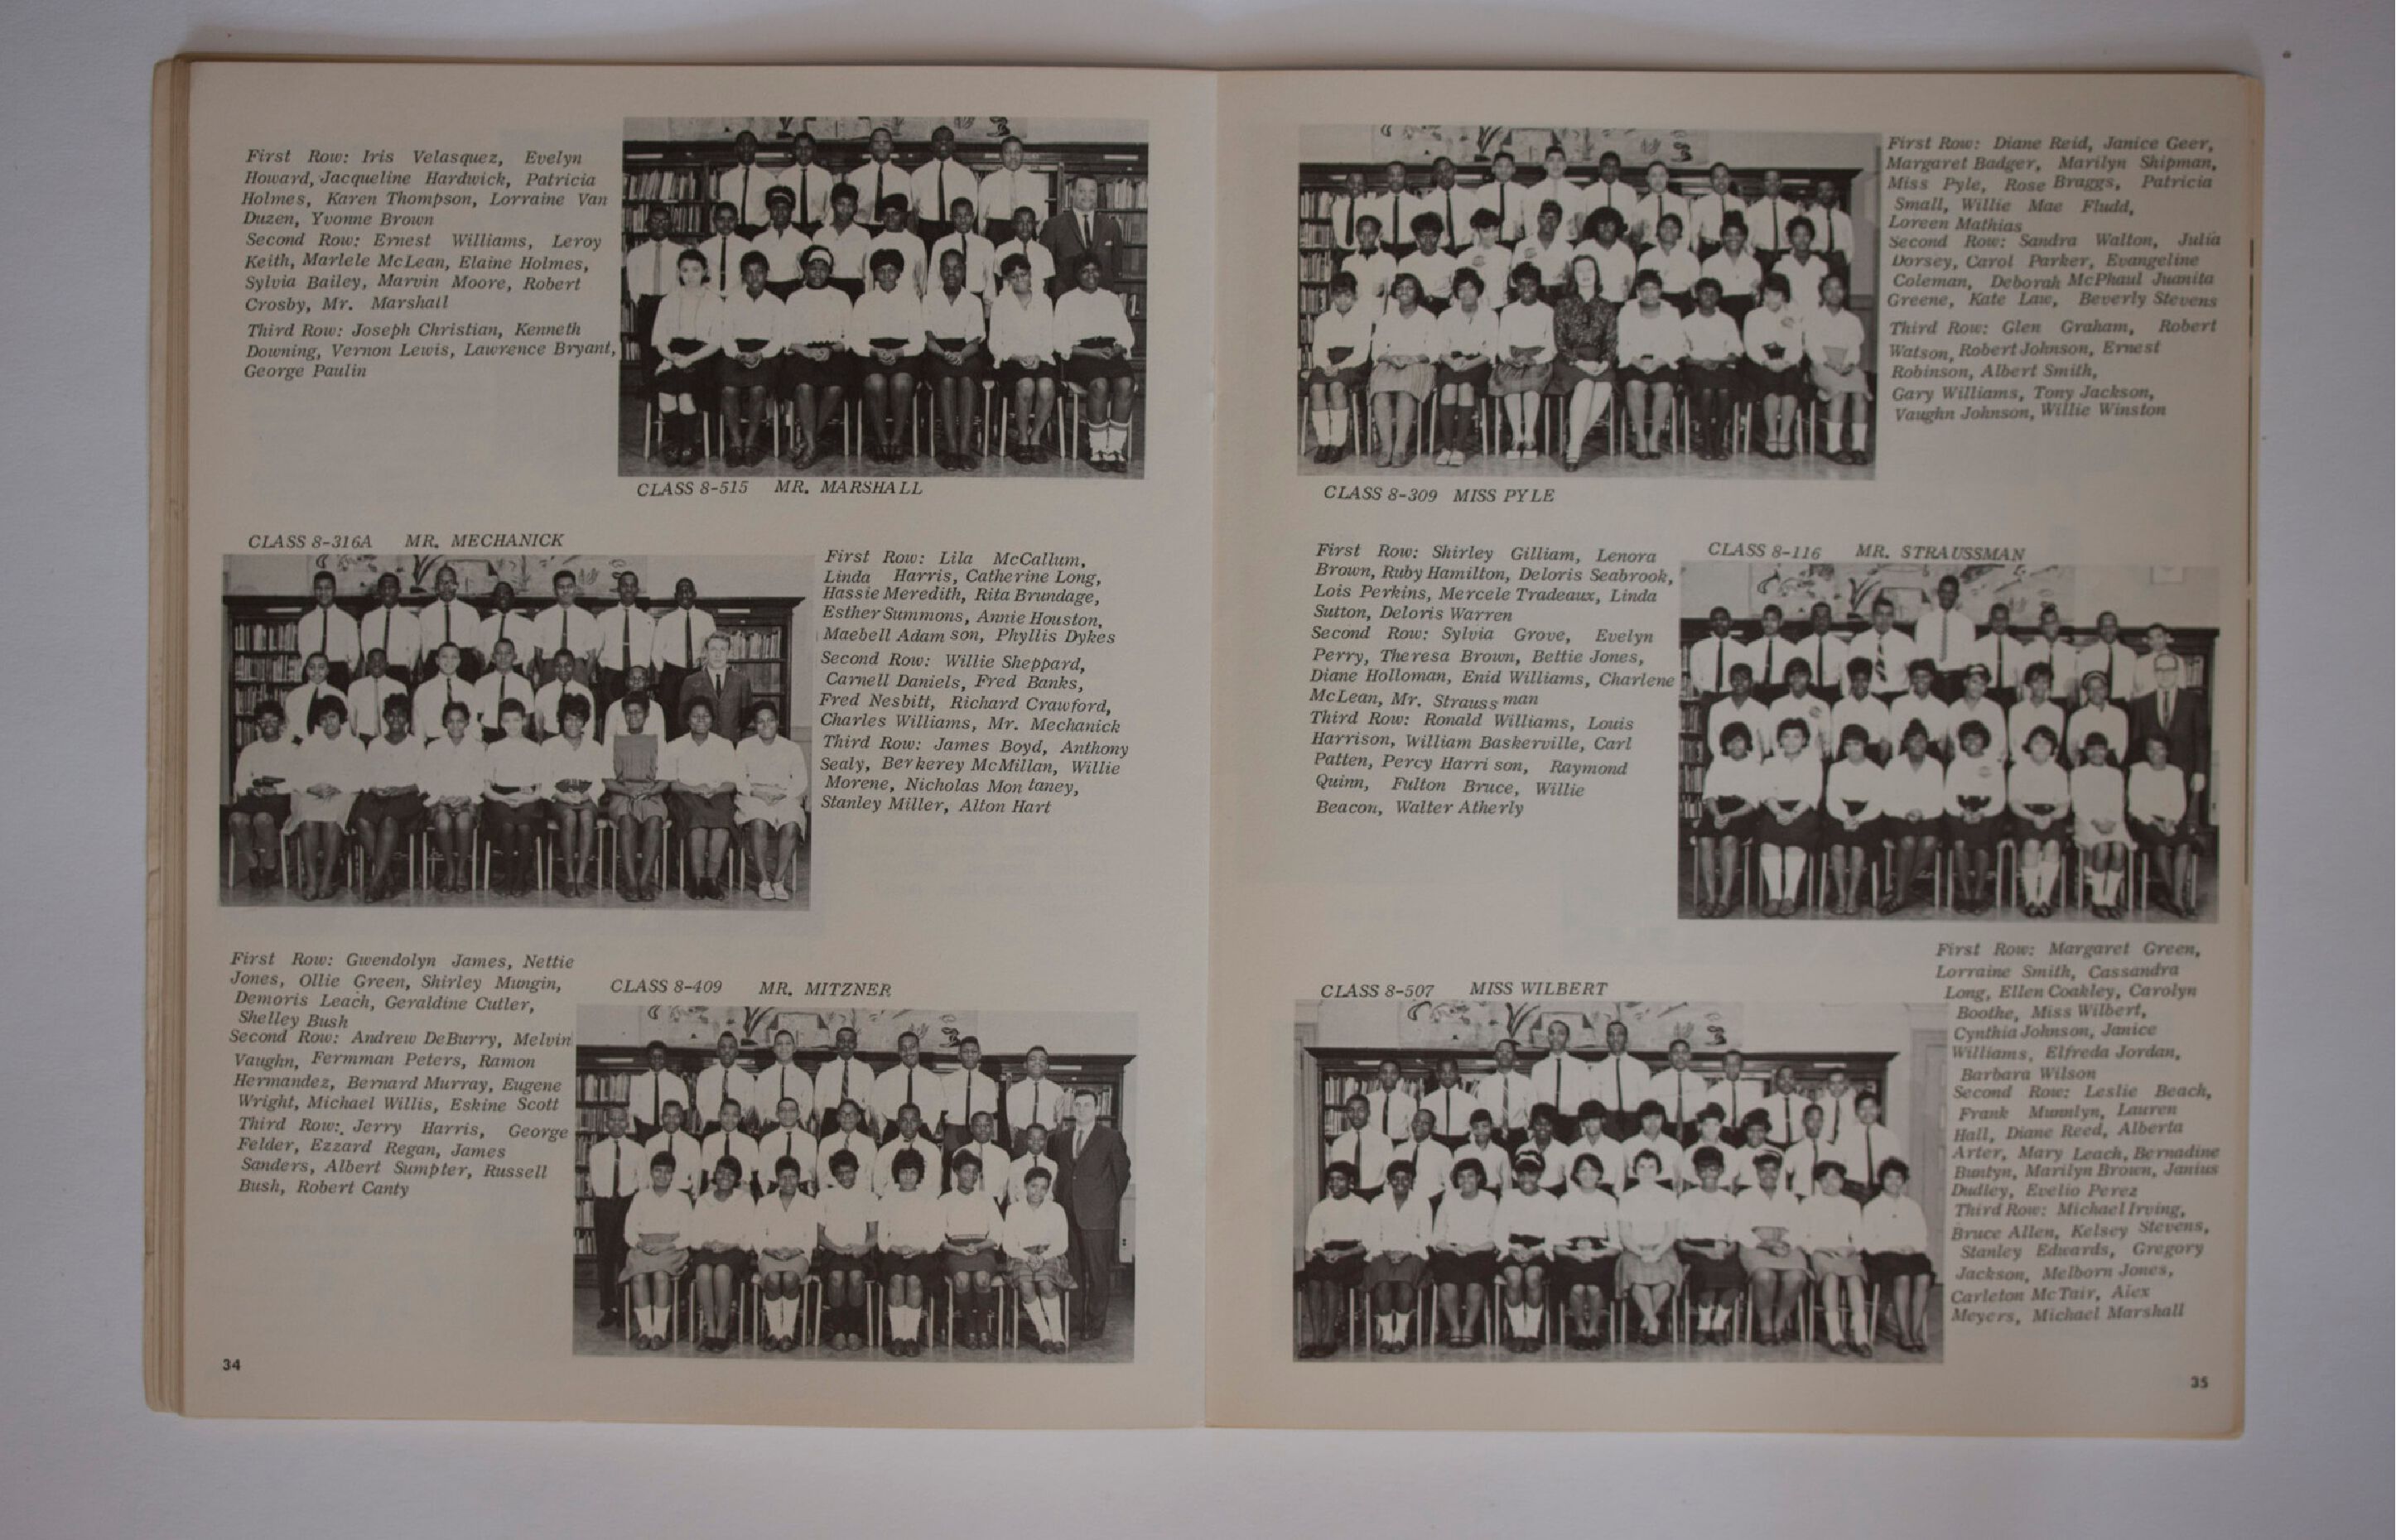 First Row: Iris Velasquez, Evelyn
Howard, Jacqueline Hardwick, Patricia
Holmes, Karen Thompson, Lorraine Van
Duzen, Yvonne Brown
Second Row: Ernest Williams, Leroy
Keith, Marlele McLean, Elaine Holmes,
Sylvia Bailey, Marvin Moore, Robert
Crosby, Mr. Marshall
Third Row: Joseph Christian, Kenneth
Downing, Vernon Lewis, Lawrence Bryant,
George Paulin
CLASS 8-515 MR. MARSHALL
CLASS 8-316A MR. MECHANICK
First Row: Lila McCallum,
Linda Harris, Catherine Long,
Hassie Meredith, Rita Brundage,
Esther Summons, Annie Houston,
Maebell Adam son, Phyllis Dykes
Second Row: Willie Sheppard,
Carnell Daniels, Fred Banks,
Fred Nesbitt, Richard Crawford,
Charles Williams, Mr. Mechanick
Third Row: James Boyd, Anthony
Sealy, Berkerey McMillan, Willie
Morene, Nicholas Mon taney,
Stanley Miller, Alton Hart
First Row: Gwendolyn James, Nettie
Jones, Ollie Green, Shirley Mungin,
Demoris Leach, Geraldine Cutler,
Shelley Bush
Second Row: Andrew DeBurry, Melvin
Vaughn, Fermman Peters, Ramon
Hermandez, Bernard Murray, Eugene
Wright, Michael Willis, Eskine Scott
Third Row: Jerry Harris, George
Felder, Ezzard Regan, James
Sanders, Albert Sumpter, Russell
Bush, Robert Canty
CLASS 8-409 MR. MITZNER
34
First Row: Diane Reid, Janice Geer,
Margaret Badger, Marilyn Shipman,
Miss Pyle, Rose Braggs, Patricia
Small, Willie Mae Fludd,
Loreen Mathias
Second Row: Sandra Walton, Julia
Dorsey, Carol Parker, Evangeline
Coleman, Deborah McPhaul Juanita
Greene, Kate Law, Beverly Stevens
Third Row: Glen Graham, Robert
Watson, Robert Johnson, Ernest
Robinson, Albert Smith,
Gary Williams, Tony Jackson,
Vaughn Johnson, Willie Winston
CLASS 8-309 MISS PYLE
First Row: Shirley Gilliam, Lenora
Brown, Ruby Hamilton, Deloris Seabrook,
Lois Perkins, Mercele Tradeaux, Linda
Sutton, Deloris Warren
Second Row: Sylvia Grove, Evelyn
Perry, Theresa Brown, Bettie Jones,
Diane Holloman, Enid Williams, Charlene
McLean, Mr. Strauss man
Third Row: Ronald Williams, Louis
Harrison, William Baskerville, Carl
Patten, Percy Harri son, Raymond
Quinn, Fulton Bruce, Willie
Beacon, Walter Atherly
CLASS 8-116 MR. STRAUSSMAN
CLASS 8-507 MISS WILBERT
First Row: Margaret Green,
Lorraine Smith, Cassandra
Long, Ellen Coakley, Carolyn
Boothe, Miss Wilbert,
Cynthia Johnson, Janice
Williams, Elfreda Jordan,
Barbara Wilson
Second Row: Leslie Beach,
Frank Munnlyn, Lauren
Hall, Diane Reed, Alberta
Arter, Mary Leach, Bernadine
Buntyn, Marilyn Brown, Janius
Dudley, Evelio Perez
Third Row: Michael Irving,
Bruce Allen, Kelsey Stevens,
Stanley Edwards, Gregory
Jackson, Melborn Jones,
Carleton McTair, Alex
Meyers, Michael Marshall
35